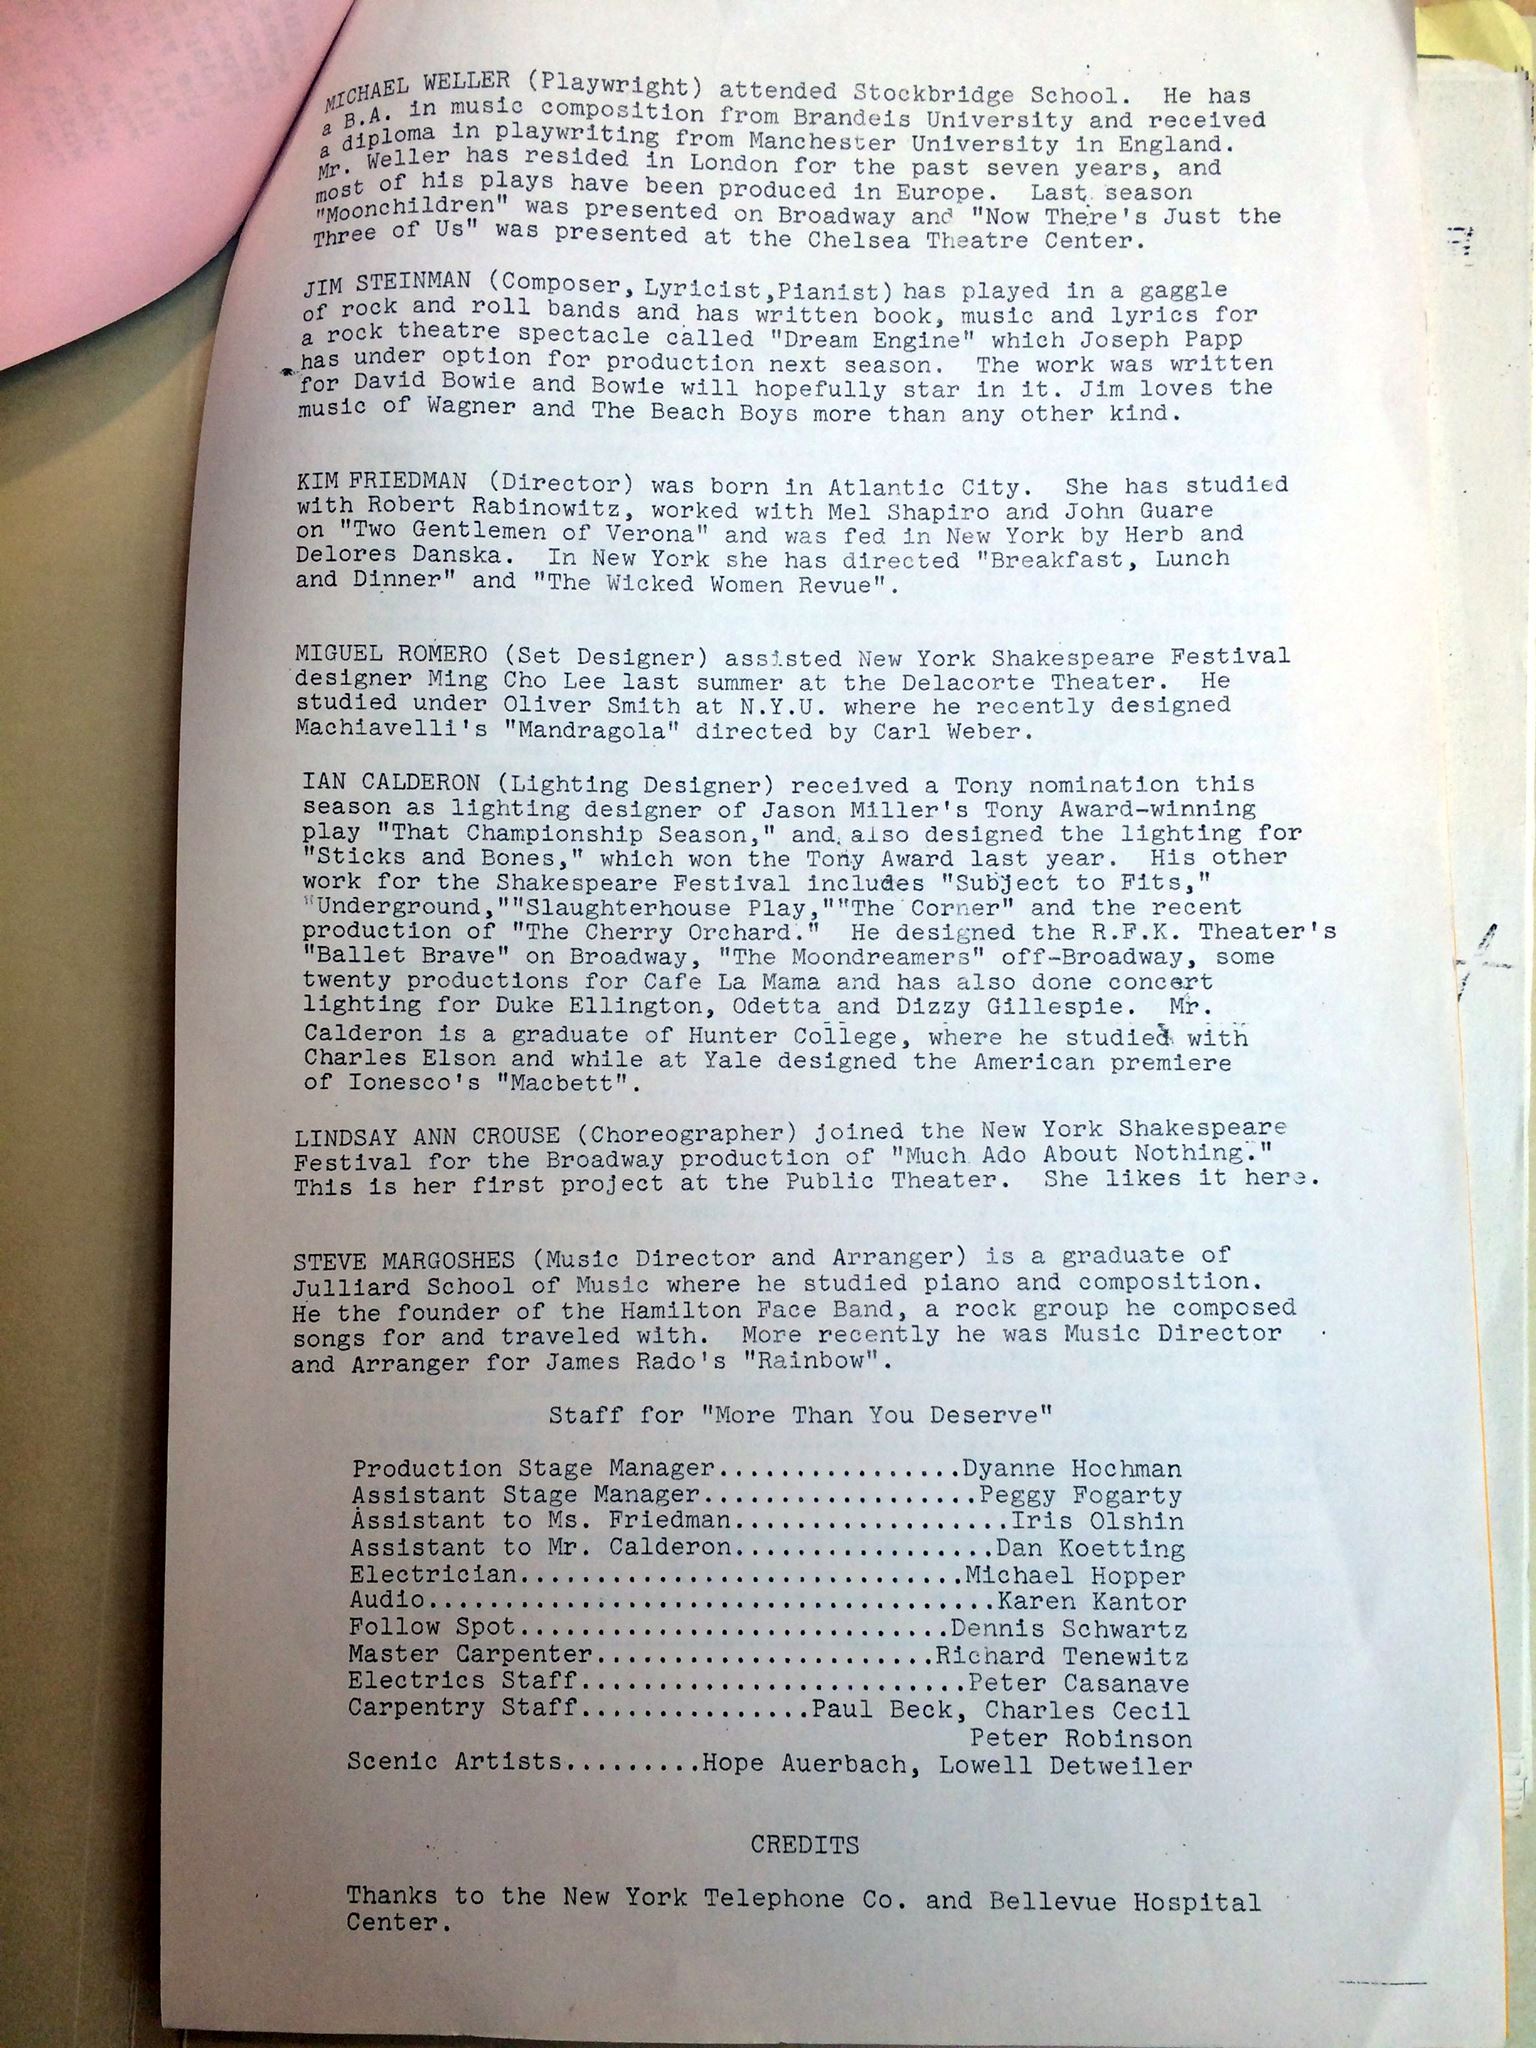 MICHAEL WELLER (Playwright) attended Stockbridge School. He has
a B.A. in music composition from Brandeis University and received
a diploma in playwriting from Manchester University in England.
Mr. Weller has resided in London for the past seven years, and
most of his plays have been produced in Europe. Last season
"Moonchildren" was presented on Broadway and "Now There's Just the
Three of Us" was presented at the Chelsea Theatre Center.
JIM STEINMAN (Composer, Lyricist,Pianist) has played in a gaggle
of rock and roll bands and has written book, music and lyrics for
a rock theatre spectacle called "Dream Engine" which Joseph Papp
has under option for production next season. The work was written
for David Bowie and Bowie will hopefully star in it. Jim loves the
music of Wagner and The Beach Boys more than any other kind.
KIM FRIEDMAN (Director) was born in Atlantic City. She has studied
with Robert Rabinowitz, worked with Mel Shapiro and John Guare
on "Two Gentlemen of Verona" and was fed in New York by Herb and
Delores Danska. In New York she has directed "Breakfast, Lunch
and Dinner" and "The Wicked Women Revue".
MIGUEL ROMERO (Set Designer) assisted New York Shakespeare Festival
designer Ming Cho Lee last summer at the Delacorte Theater. He
studied under Oliver Smith at N.Y.U. where he recently designed
Machiavelli's "Mandragola" directed by Carl Weber.
IAN CALDERON (Lighting Designer) received a Tony nomination this
season as lighting designer of Jason Miller's Tony Award-winning
play "That Championship Season," and also designed the lighting for
"Sticks and Bones," which won the Tony Award last year. His other
work for the Shakespeare Festival includes "Subject to Fits,"
"Underground,""Slaughterhouse Play,""The Corner" and the recent
production of "The Cherry Orchard." He designed the R.F.K. Theater's
"Ballet Brave" on Broadway, "The Moondreamers" off-Broadway, some
twenty productions for Cafe La Mama and has also done concert
lighting for Duke Ellington, Odetta and Dizzy Gillespie. Mr.
Calderon is a graduate of Hunter College, where he studied with
Charles Elson and while at Yale designed the American premiere
of Ionesco's "Macbett".
LINDSAY ANN CROUSE (Choreographer) joined the New York Shakespeare
Festival for the Broadway production of "Much Ado About Nothing."
This is her first project at the Public Theater. She likes it here.
STEVE MARGOSHES (Music Director and Arranger) is a graduate of
Julliard School of Music where he studied piano and composition.
He the founder of the Hamilton Face Band, a rock group he composed
songs for and traveled with. More recently he was Music Director
and Arranger for James Rado's "Rainbow".
Staff for "More Than You Deserve"
Production Stage Manager................Dyanne Hochman
Assistant Stage Manager..................Peggy Fogarty
Assistant to Ms. Friedman..................Iris Olshin
Assistant to Mr. Calderon.................Dan Koetting
Electrician.............................Michael Hopper
Audio.....................................Karen Kantor
Follow Spot............................Dennis Schwartz
Master Carpenter......................Richard Tenewitz
Electrics Staff.........................Peter Casanave
Carpentry Staff...............Paul Beck, Charles Cecil
Peter Robinson
Scenic Artists.........Hope Auerbach, Lowell Detweiler
CREDITS
Thanks to the New York Telephone Co. and Bellevue Hospital
Center.